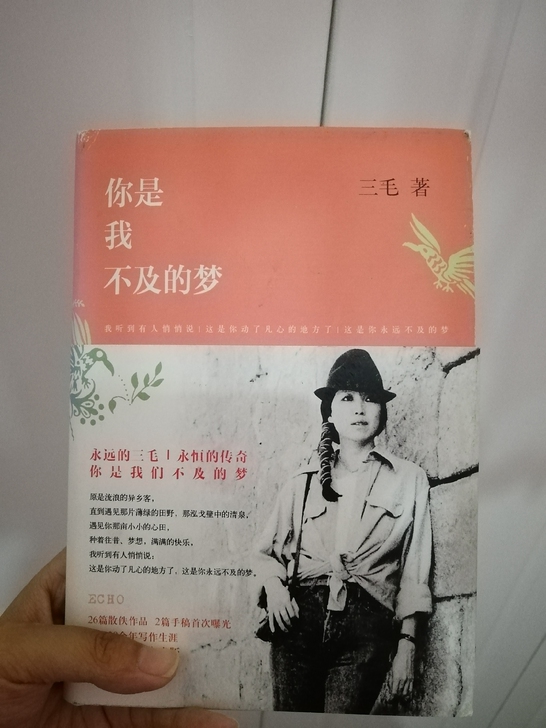 你是
我
不及的梦
三毛 著
我听到有人悄悄说|这是你动了凡心的地方了|这是你永远不及的梦
永远的三毛|永恒的传奇
你是我们不及的梦
原是流浪的异乡客，
直到遇见那片薄绿的田野，那泓戈壁中的清泉。
遇见你那亩小小的心田，
种着往昔、梦想，满满的快乐。
我听到有人悄悄说：
这是你动了凡心的地方了，这是你永远不及的梦。
ECHO
26篇散佚作品 2篇手稿首次曝光
年写作生涯